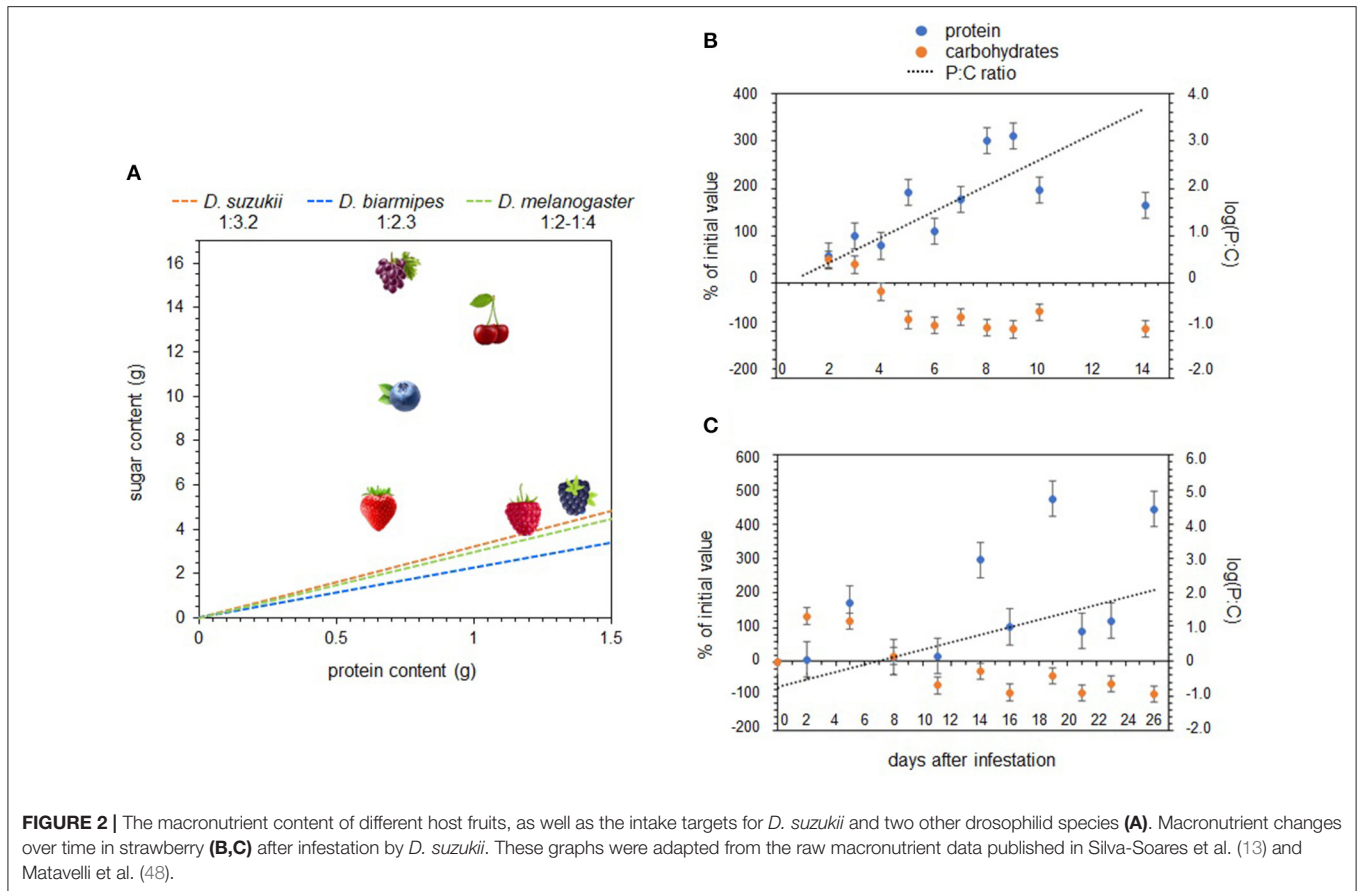 A
D. suzukii D. biarmipes D. melanogaster
1:3.2 1:2.3 1:2-1:4
16
14
12
10
8
6
4
2
0
sugar content (g)
0 0.5 1 1.5
protein content (g)
B
protein
carbohydrates
P:C ratio
400
300
200
100
0
-100
-200
% of initial value
4.0
3.0
2.0
1.0
0
-1.0
-2.0
log(P:C)
0 2 4 6 8 10 12 14
C
600
500
400
300
200
100
0
-100
-200
% of initial value
6.0
5.0
4.0
3.0
2.0
1.0
0
-1.0
-2.0
log(P:C)
0 2 4 6 8 10 12 14 16 18 20 22 24 26
days after infestation
FIGURE 2 | The macronutrient content of different host fruits, as well as the intake targets for D. suzukii and two other drosophilid species (A). Macronutrient changes
over time in strawberry (B,C) after infestation by D. suzukii. These graphs were adapted from the raw macronutrient data published in Silva-Soares et al. (13) and
Matavelli et al. (48).